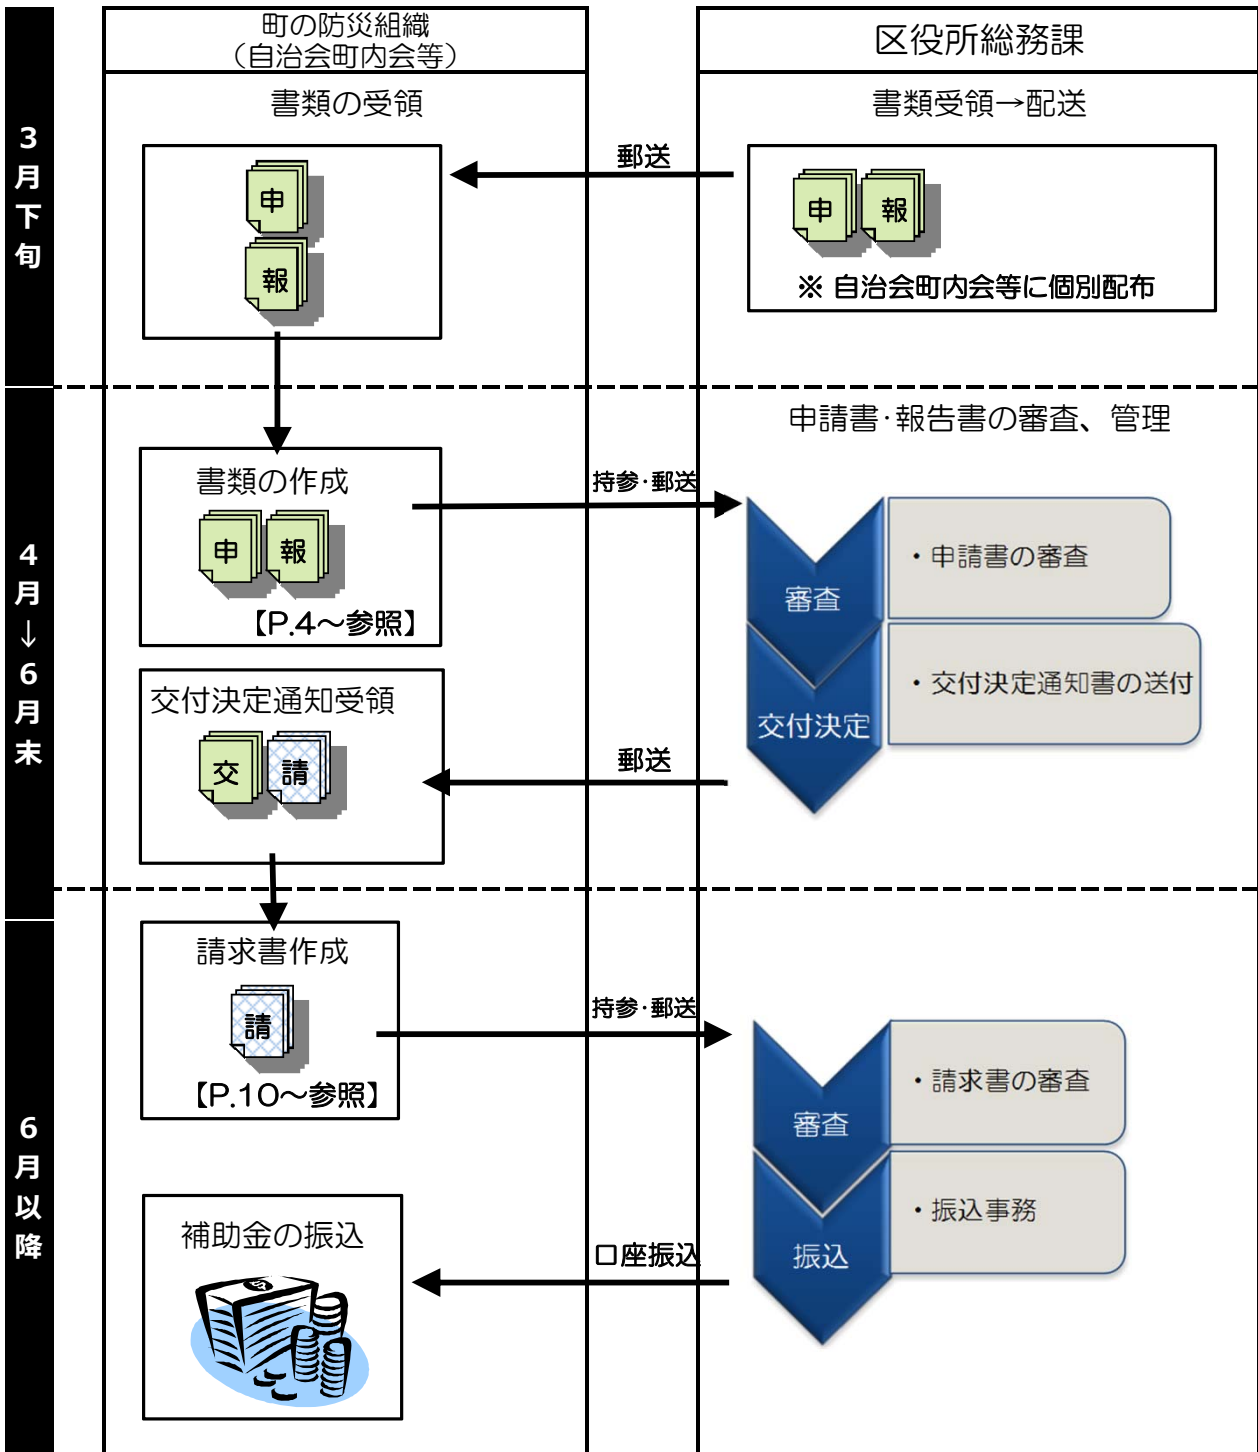 町の防災組織
（自治会町内会等）
区役所総務課
3月下旬
書類の受領
書類受領→配送
申
報
郵送
申
報
※ 自治会町内会等に個別配布
4月↓6月末
申請書・報告書の審査、管理
書類の作成
申
報
【P.4～参照】
持参・郵送
審査
・申請書の審査
交付決定
・交付決定通知書の送付
交付決定通知受領
交
請
郵送
6月以降
請求書作成
請
【P.10～参照】
持参・郵送
審査
・請求書の審査
振込
・振込事務
補助金の振込
口座振込